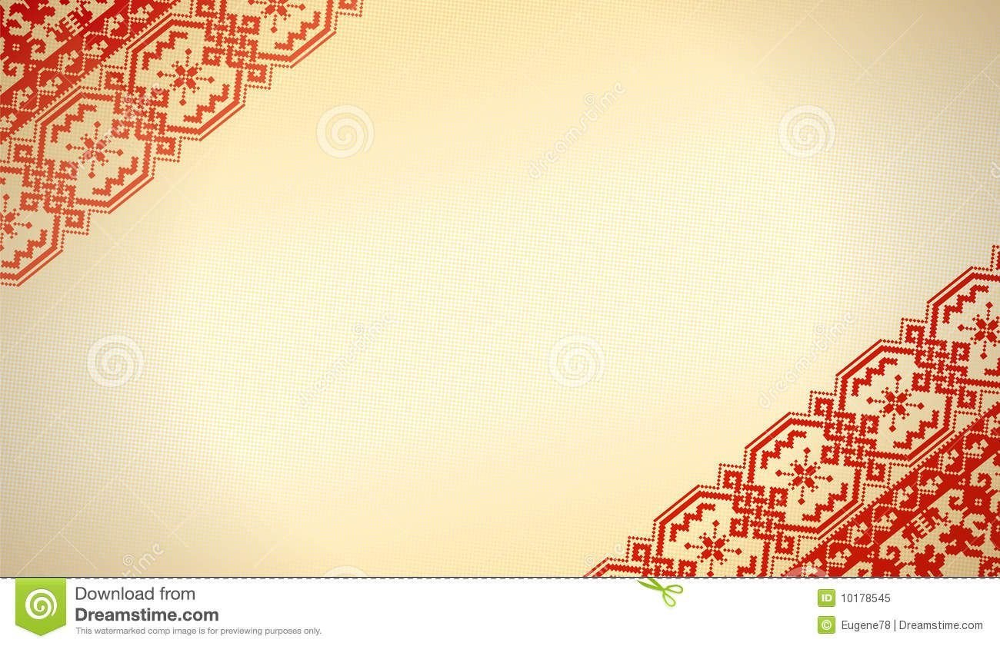 Download from
Dreamstime.com
This watermarked comp image is for previewing purposes only.
ID 10178545
© Eugene78 | Dreamstime.com